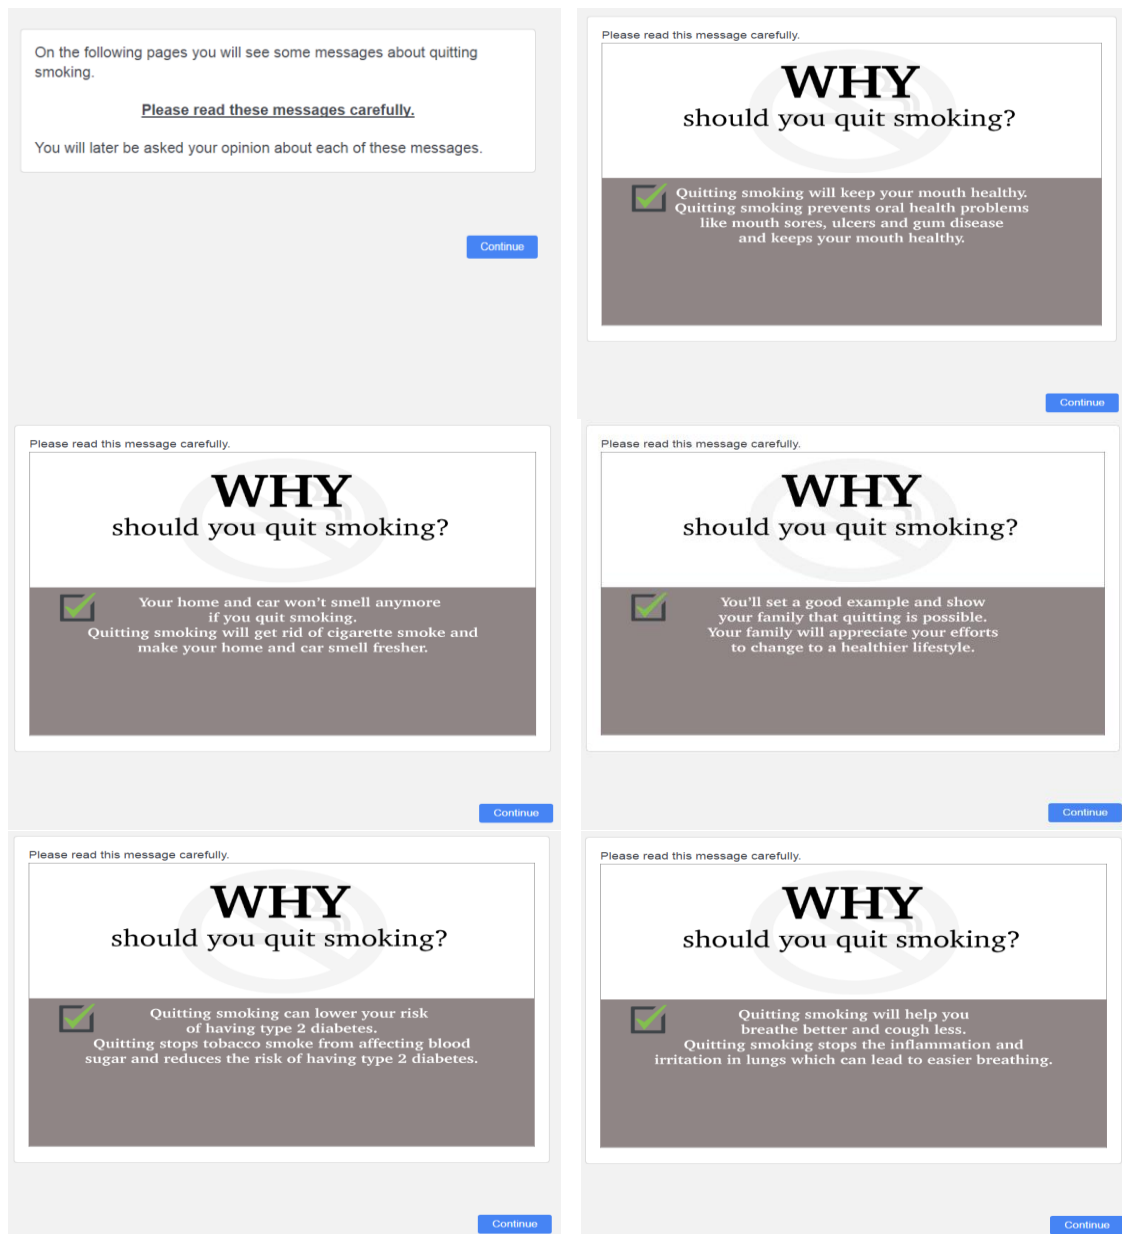 On the following pages you will see some messages about quitting
smoking.
Please read these messages carefully.
You will later be asked your opinion about each of these messages.
Continue
Please read this message carefully.
WHY
should you quit smoking?
Quitting smoking will keep your mouth healthy.
Quitting smoking prevents oral health problems
like mouth sores, ulcers and gum disease
and keeps your mouth healthy.
Continue
Please read this message carefully.
WHY
should you quit smoking?
Your home and car won't smell anymore
if you quit smoking.
Quitting smoking will get rid of cigarette smoke and
make your home and car smell fresher.
Continue
Please read this message carefully.
WHY
should you quit smoking?
You'll set a good example and show
your family that quitting is possible.
Your family will appreciate your efforts
to change to a healthier lifestyle.
Continue
Please read this message carefully.
WHY
should you quit smoking?
Quitting smoking can lower your risk
of having type 2 diabetes.
Quitting stops tobacco smoke from affecting blood
sugar and reduces the risk of having type 2 diabetes.
Continue
Please read this message carefully.
WHY
should you quit smoking?
Quitting smoking will help you
breathe better and cough less.
Quitting smoking stops the inflammation and
irritation in lungs which can lead to easier breathing.
Continue